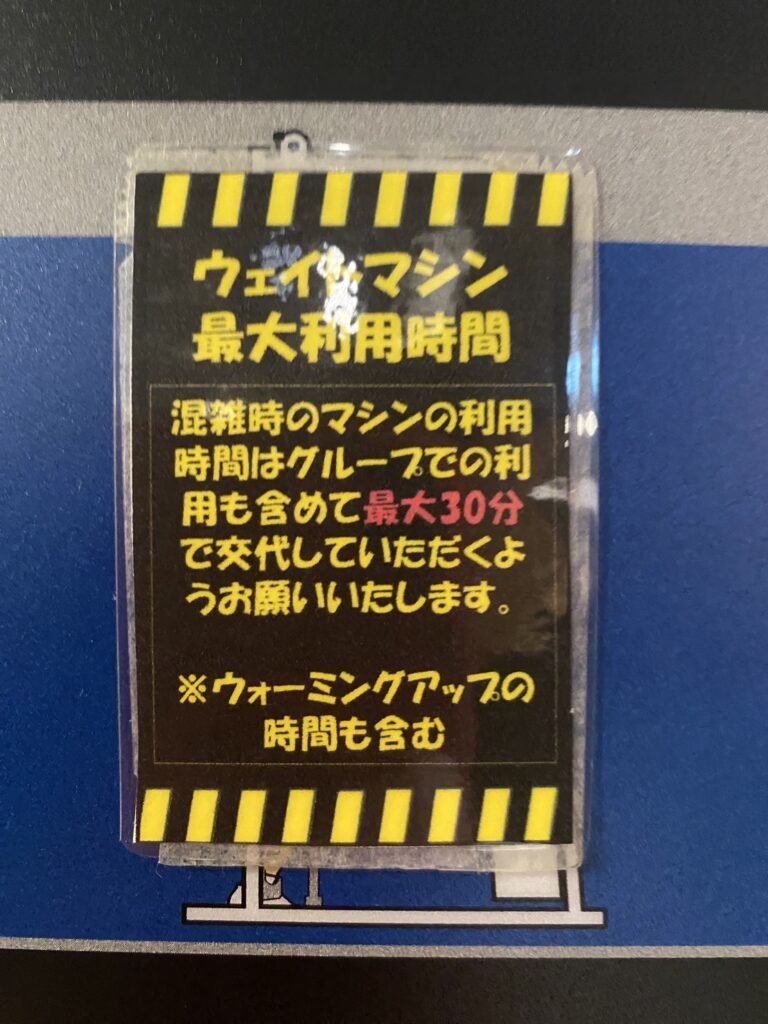 ウェイトマシン
最大利用時間
混雑時のマシンの利用
時間はグループでの利
用も含めて最大30分
で交代していただくよ
うお願いいたします。
※ウォーミングアップの
時間も含む